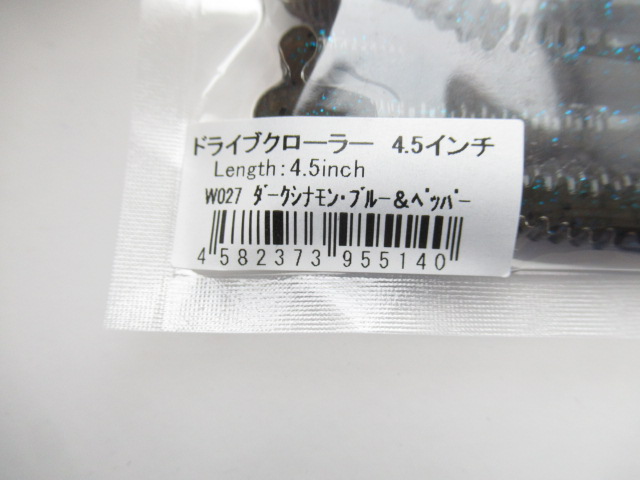 ドライブクローラー 4.5インチ
Length:4.5inch
W027 ﾀﾞｰｸｼﾅﾓﾝ･ﾌﾞﾙｰ&ﾍﾟｯﾊﾟｰ
4 582373 955140